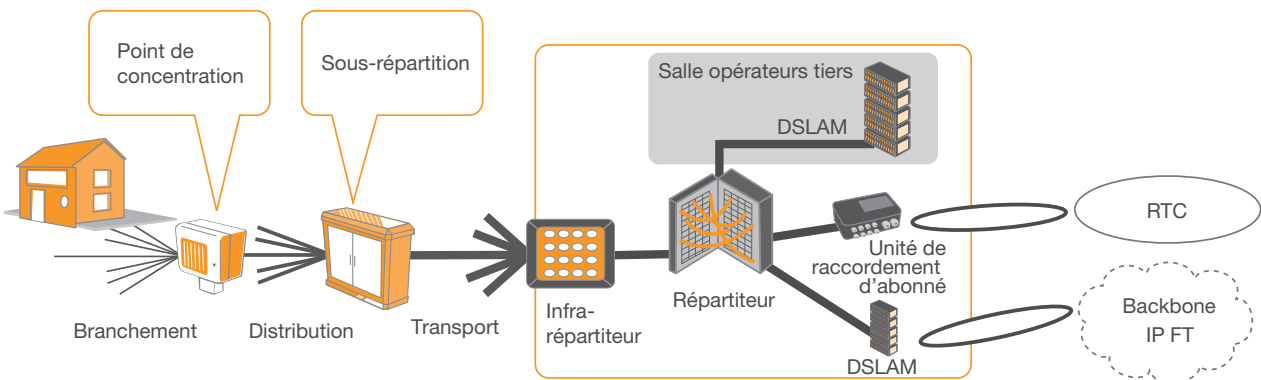 Point de
concentration
Sous-répartition
Salle opérateurs tiers
DSLAM
Branchement
Distribution
Transport
Infra-
répartiteur
Répartiteur
Unité de
raccordement
d'abonné
DSLAM
RTC
Backbone
IP FT